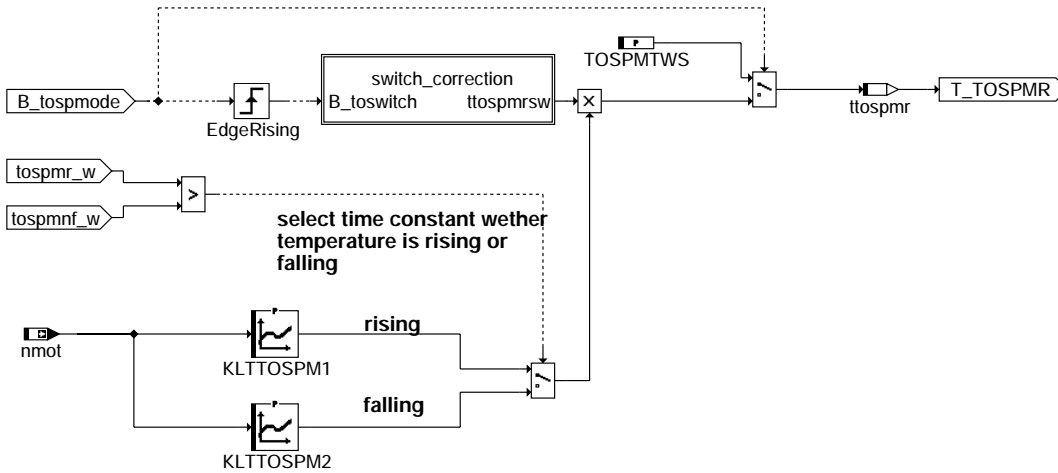 P
TOSPMTWS
switch_correction
B_toswitch ttospmrsw
B_tospmode
EdgeRising
×
ttospmr
T_TOSPMR
tospmr_w
tospmnf_w
>
select time constant wether
temperature is rising or
falling
P
rising
nmot
KLTTOSPM1
P
falling
KLTTOSPM2